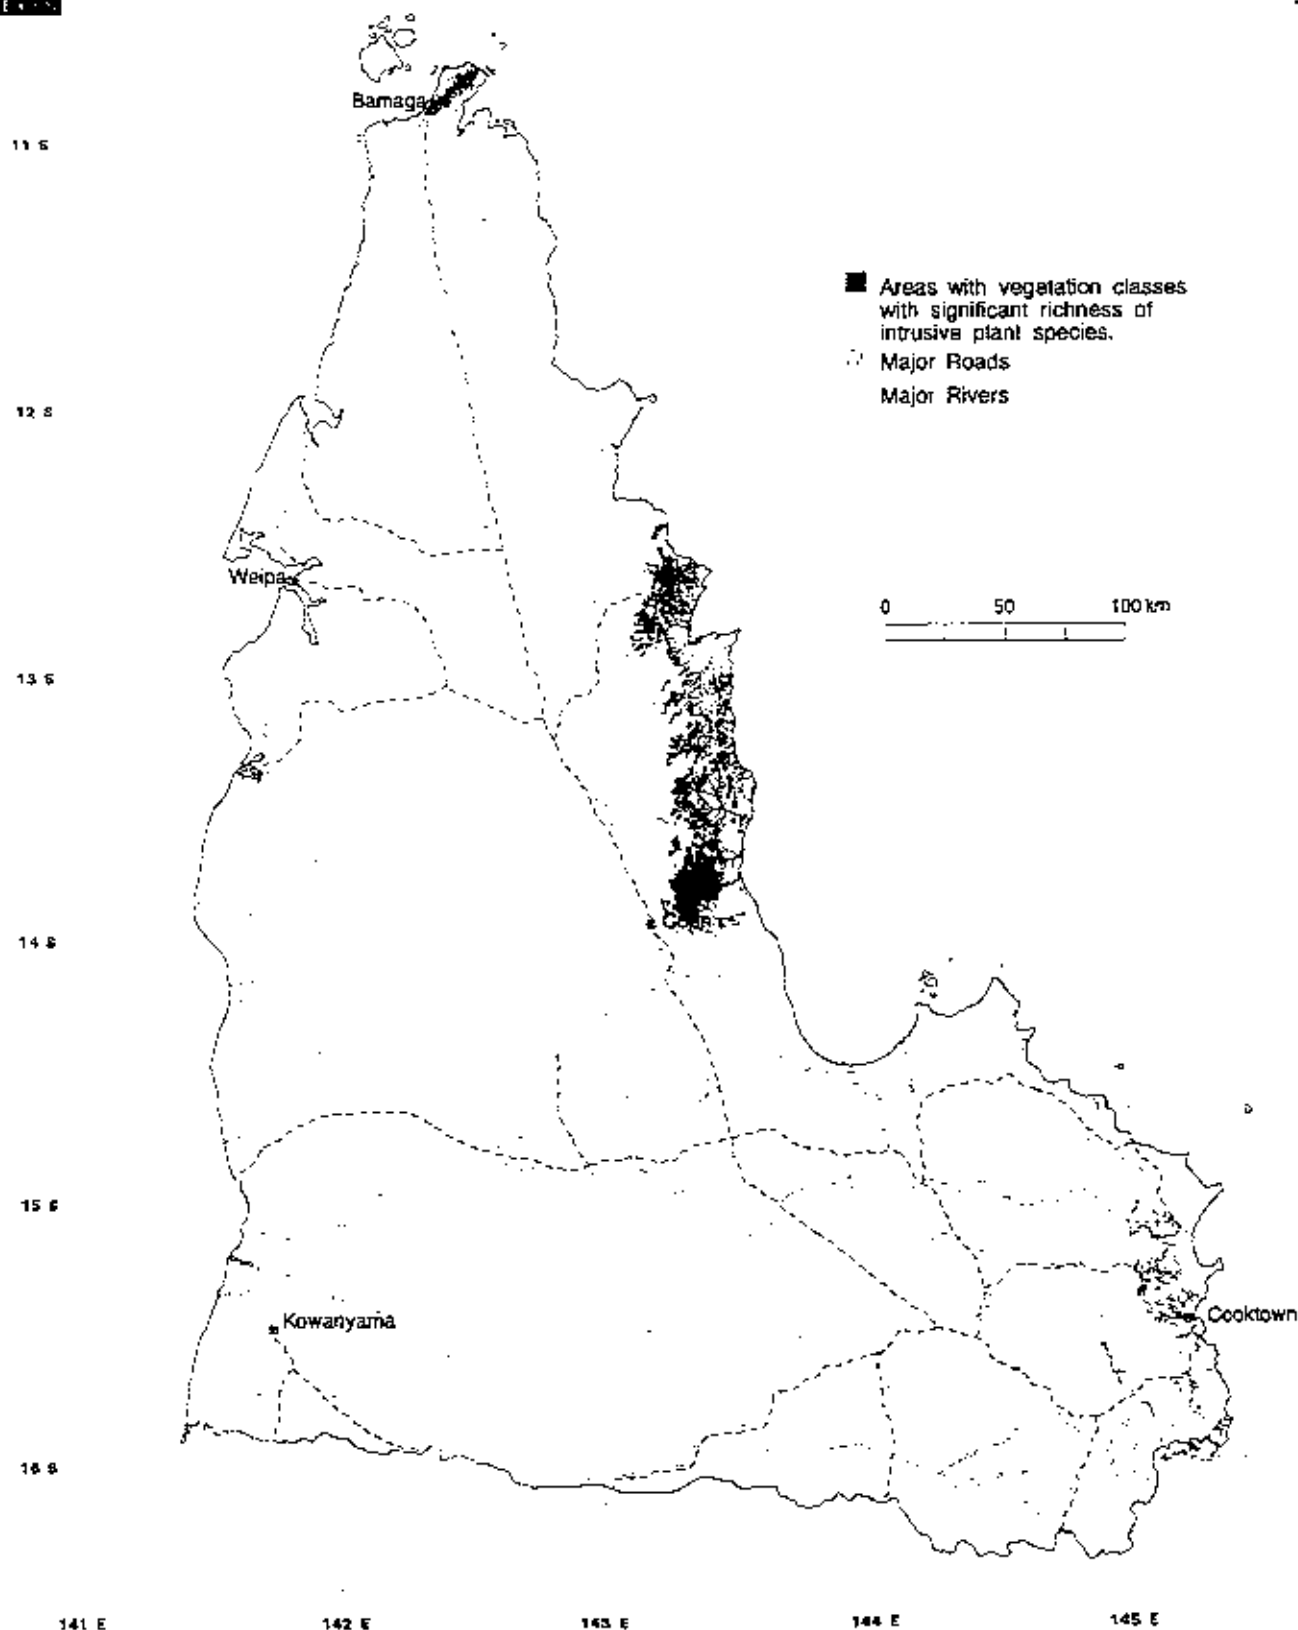 Bamaga
11 S
Areas with vegetation classes
with significant richness of
intrusive plant species.
Major Roads
Major Rivers
12 S
Weipa
0 50 100 km
13 S
14 S
15 S
Kowanyama
Cooktown
16 S
141 E 142 E 143 E 144 E 145 E